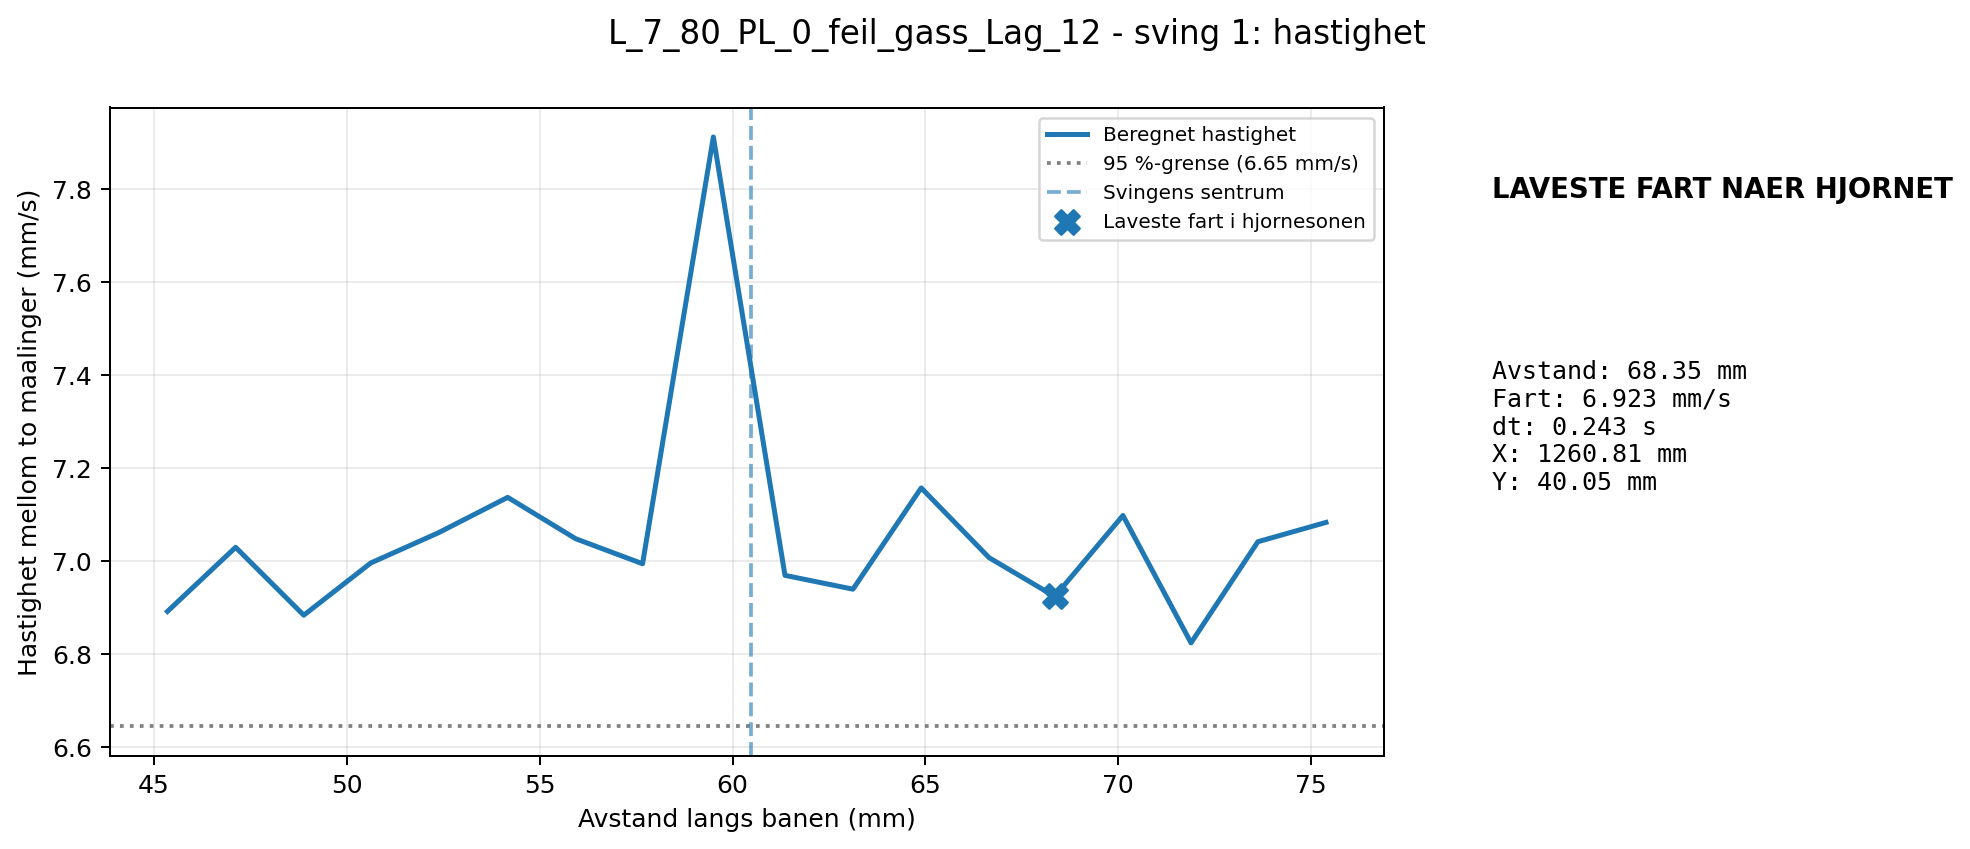 L_7_80_PL_0_feil_gass_Lag_12 - sving 1: hastighet
Hastighet mellom to maalinger (mm/s)
7.8
7.6
7.4
7.2
7.0
6.8
6.6
Beregnet hastighet
95 %-grense (6.65 mm/s)
Svingens sentrum
Laveste fart i hjornesonen
45
50
55
60
65
70
75
Avstand langs banen (mm)
LAVESTE FART NAER HJORNET
Avstand: 68.35 mm
Fart: 6.923 mm/s
dt: 0.243 s
X: 1260.81 mm
Y: 40.05 mm